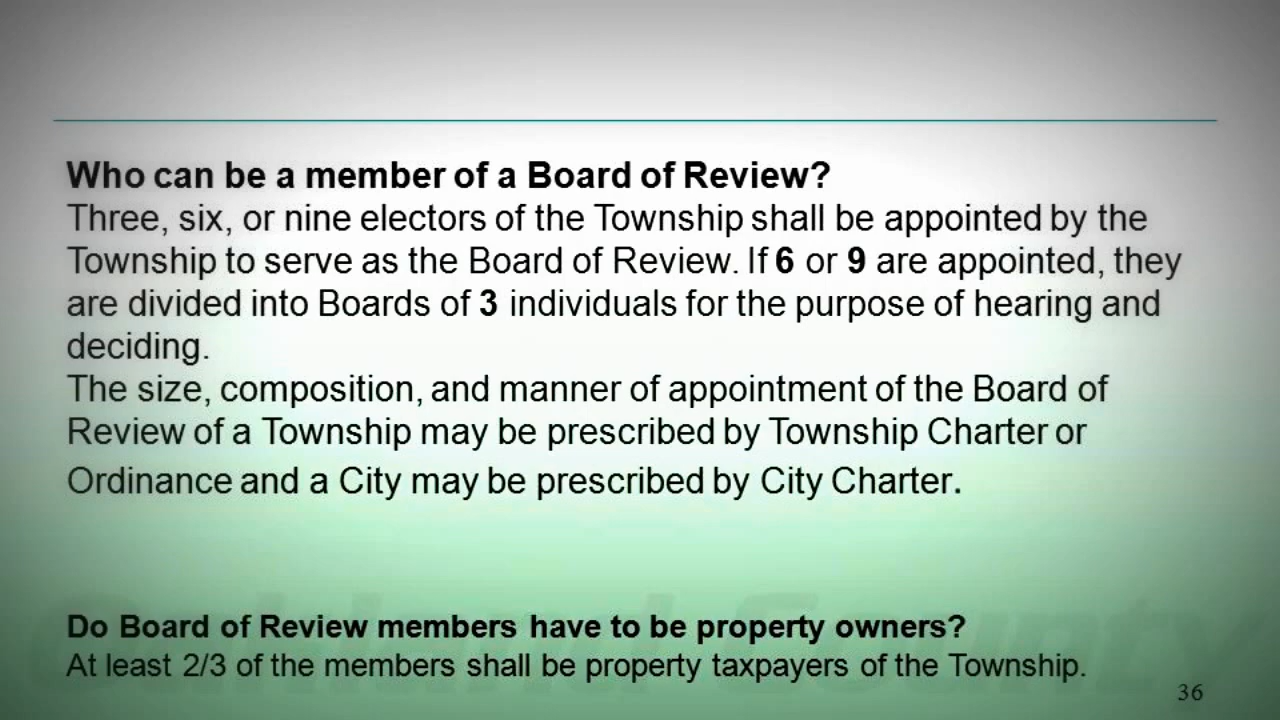 Who can be a member of a Board of Review?
Three, six, or nine electors of the Township shall be appointed by the
Township to serve as the Board of Review. If 6 or 9 are appointed, they
are divided into Boards of 3 individuals for the purpose of hearing and
deciding.
The size, composition, and manner of appointment of the Board of
Review of a Township may be prescribed by Township Charter or
Ordinance and a City may be prescribed by City Charter.
Do Board of Review members have to be property owners?
At least 2/3 of the members shall be property taxpayers of the Township.
36